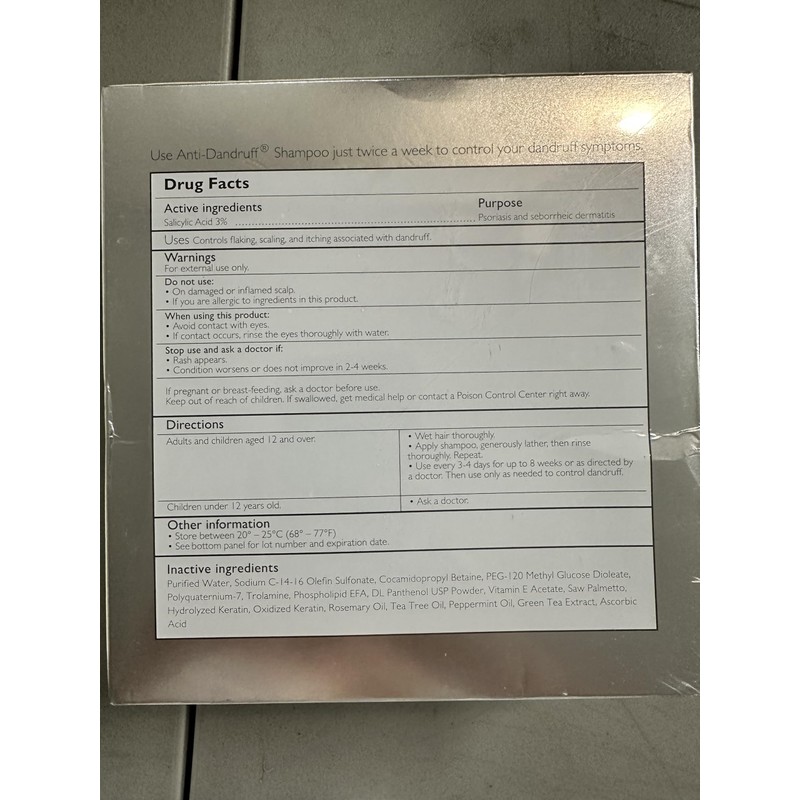 Use Anti-Dandruff® Shampoo just twice a week to control your dandruff symptoms.
Drug Facts
Active ingredients Purpose
Salicylic Acid 3% ........................................ Psoriasis and seborrheic dermatitis
Uses Controls flaking, scaling, and itching associated with dandruff.
Warnings
For external use only.
Do not use:
• On damaged or inflamed scalp.
• If you are allergic to ingredients in this product.
When using this product:
• Avoid contact with eyes.
• If contact occurs, rinse the eyes thoroughly with water.
Stop use and ask a doctor if:
• Rash appears.
• Condition worsens or does not improve in 2-4 weeks.
If pregnant or breast-feeding, ask a doctor before use.
Keep out of reach of children. If swallowed, get medical help or contact a Poison Control Center right away.
Directions
Adults and children aged 12 and over.
• Wet hair thoroughly.
• Apply shampoo, generously lather, then rinse
thoroughly. Repeat.
• Use every 3-4 days for up to 8 weeks or as directed by
a doctor. Then use only as needed to control dandruff.
Children under 12 years old.
• Ask a doctor.
Other information
• Store between 20° – 25°C (68° – 77°F)
• See bottom panel for lot number and expiration date.
Inactive ingredients
Purified Water, Sodium C-14-16 Olefin Sulfonate, Cocamidopropyl Betaine, PEG-120 Methyl Glucose Dioleate,
Polyquaternium-7, Trolamine, Phospholipid EFA, DL Panthenol USP Powder, Vitamin E Acetate, Saw Palmetto,
Hydrolyzed Keratin, Oxidized Keratin, Rosemary Oil, Tea Tree Oil, Peppermint Oil, Green Tea Extract, Ascorbic
Acid